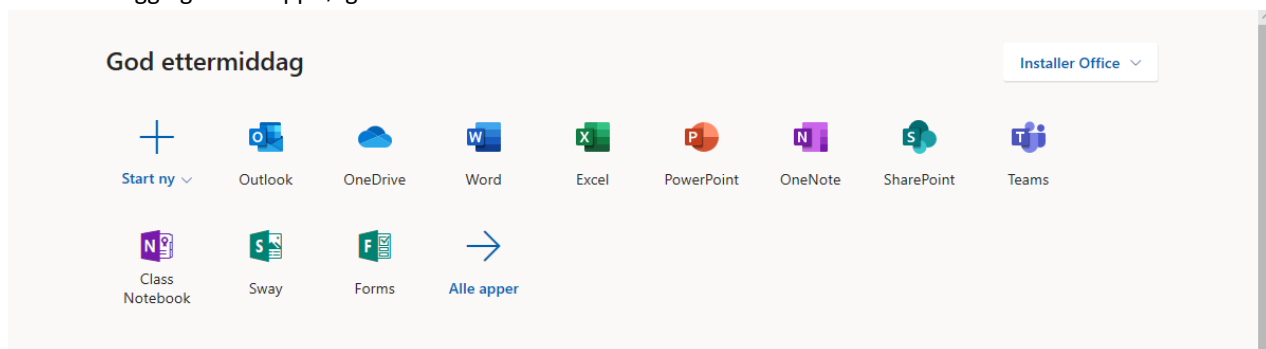 God ettermiddag
Installer Office
Start ny
Outlook
OneDrive
Word
Excel
PowerPoint
OneNote
SharePoint
Teams
Class
Notebook
Sway
Forms
Alle apper